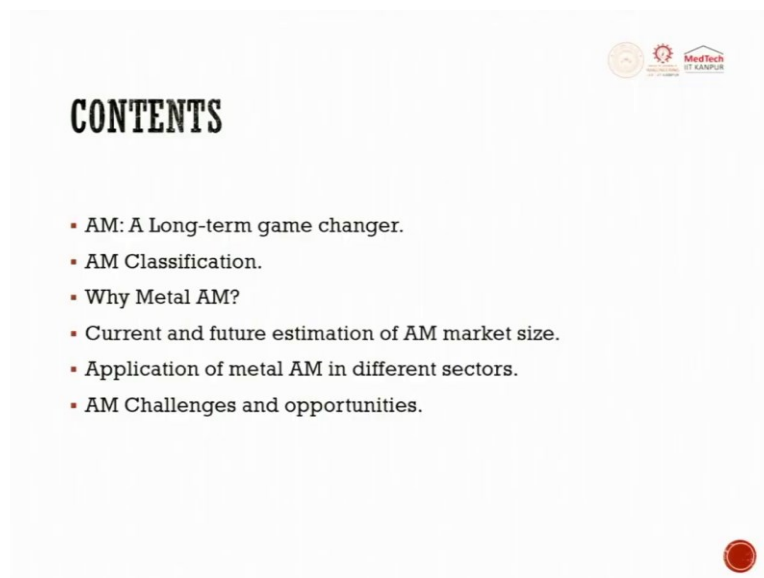 MedTech
IIT KANPUR
CONTENTS
▪ AM: A Long-term game changer.
▪ AM Classification.
▪ Why Metal AM?
▪ Current and future estimation of AM market size.
▪ Application of metal AM in different sectors.
▪ AM Challenges and opportunities.